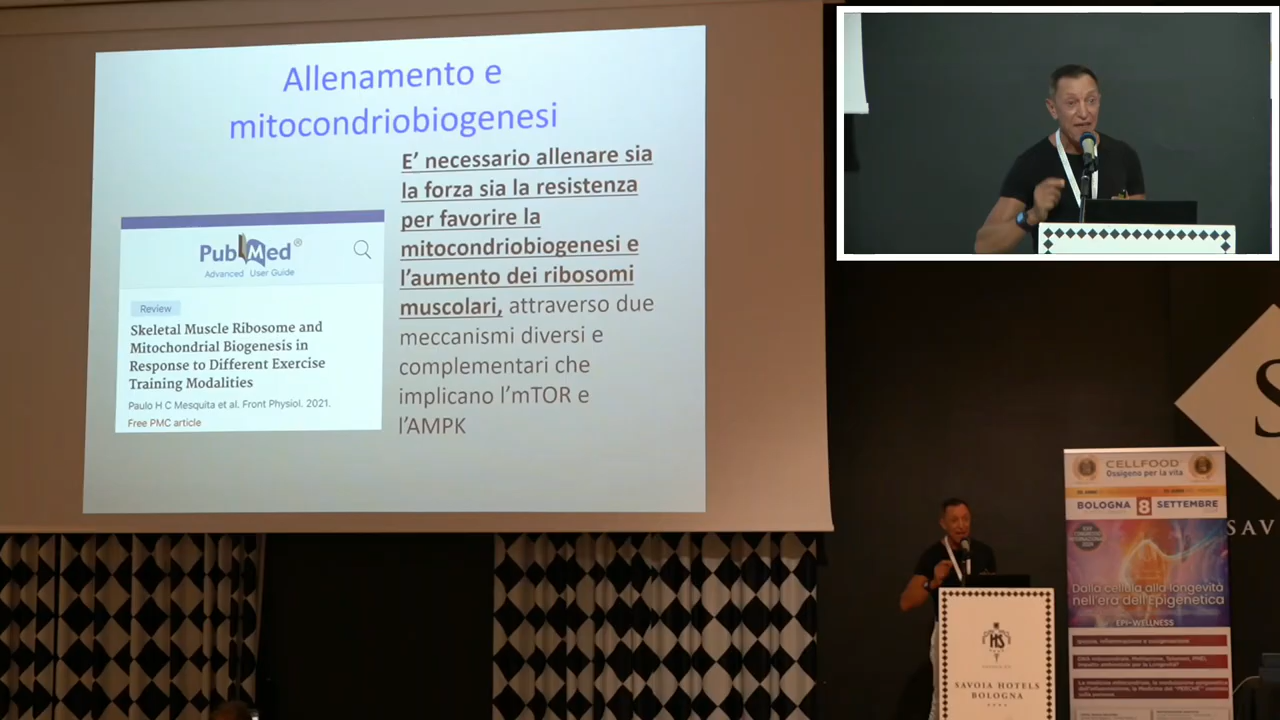 Allenamento e
mitocondriobiogenesi
E' necessario allenare sia
la forza sia la resistenza
per favorire la
mitocondriobiogenesi e
l'aumento dei ribosomi
muscolari, attraverso due
meccanismi diversi e
complementari che
implicano l'mTOR e
l'AMPK
PubMed®
Advanced User Guide
Review
Skeletal Muscle Ribosome and
Mitochondrial Biogenesis in
Response to Different Exercise
Training Modalities
Paulo H C Mesquita et al. Front Physiol. 2021.
Free PMC article
CELLFOOD
Ossigeno per la vita
BOLOGNA 8 SETTEMBRE
Dalla cellula alla longevità
nell'era dell'Epigenetica
EPI-WELLNESS
HS
SAVOIA HOTELS
BOLOGNA
S
SAV